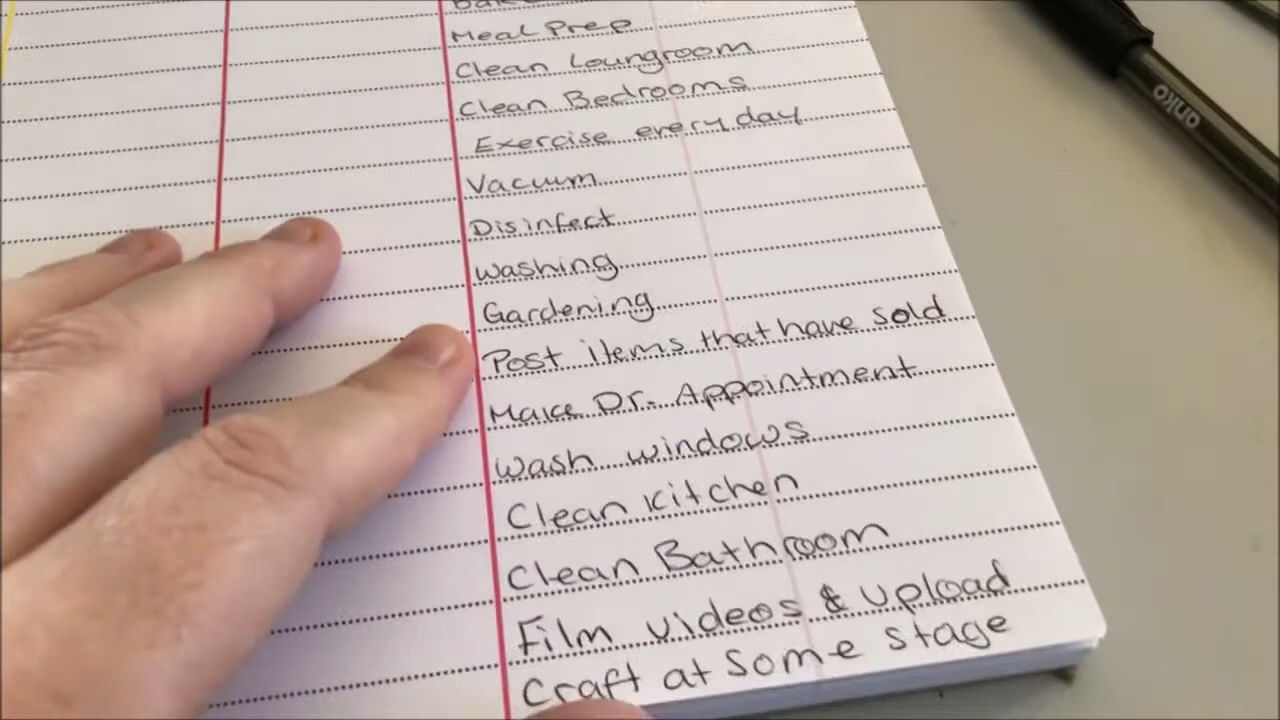 Meal Prep
Clean Loungroom
Clean Bedrooms
Exercise every day
Vacuum
Disinfect
Washing
Gardening
Post items that have sold
Make Dr. Appointment
Wash windows
Clean Kitchen
Clean Bathroom
Film videos & upload
Craft at some stage
anko